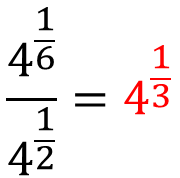 4^(1/6) / 4^(1/2) = 4^(1/3)